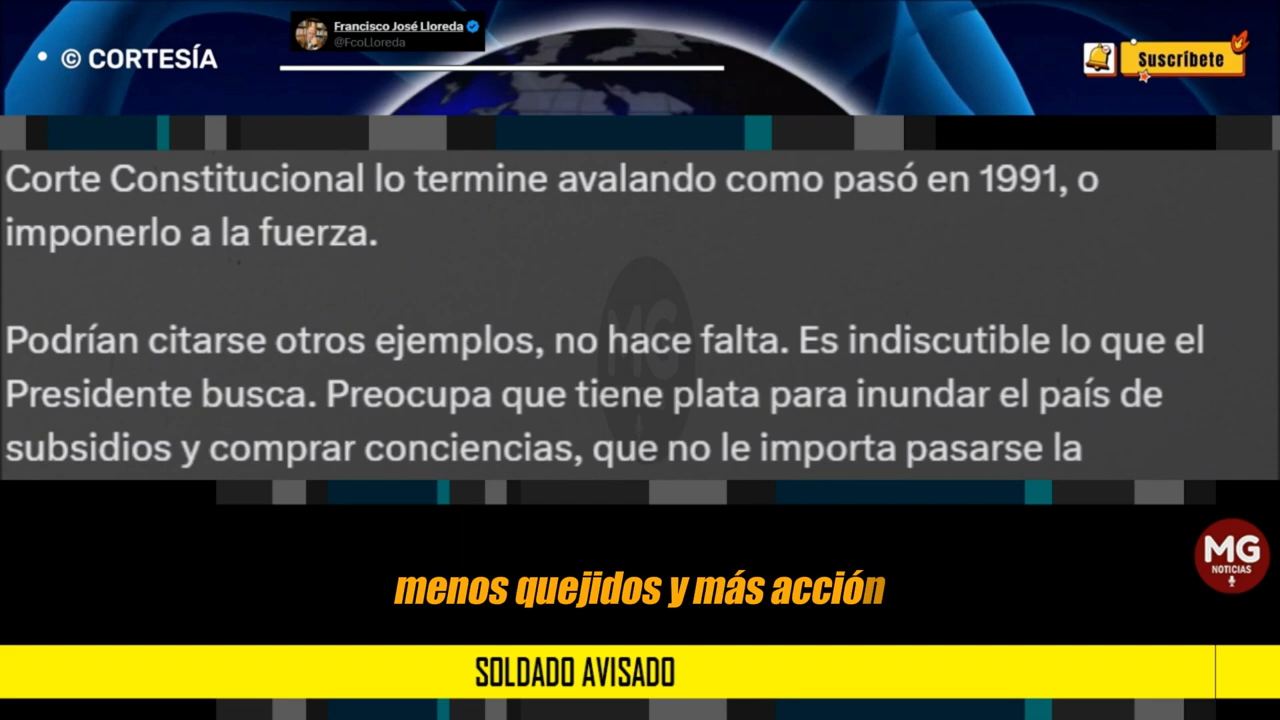 © CORTESÍA
Francisco José Lloreda
@FcoLloreda
Suscríbete
Corte Constitucional lo termine avalando como pasó en 1991, o
imponerlo a la fuerza.
Podrían citarse otros ejemplos, no hace falta. Es indiscutible lo que el
Presidente busca. Preocupa que tiene plata para inundar el país de
subsidios y comprar conciencias, que no le importa pasarse la
MG
menos quejidos y más acción
MG
NOTICIAS
SOLDADO AVISADO